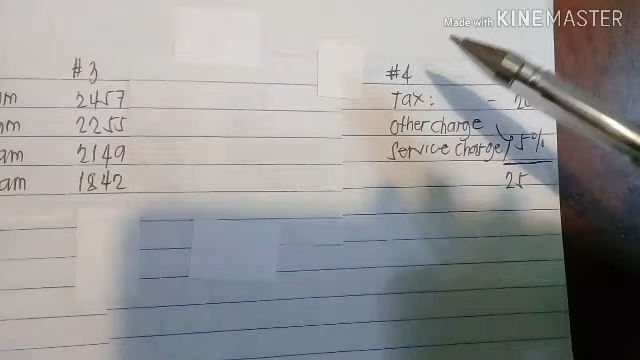 Made with KINEMASTER
#3
am 2457
2255
am 2149
am 1842
#4
Tax: -
Other charge
Service charge 5%
25